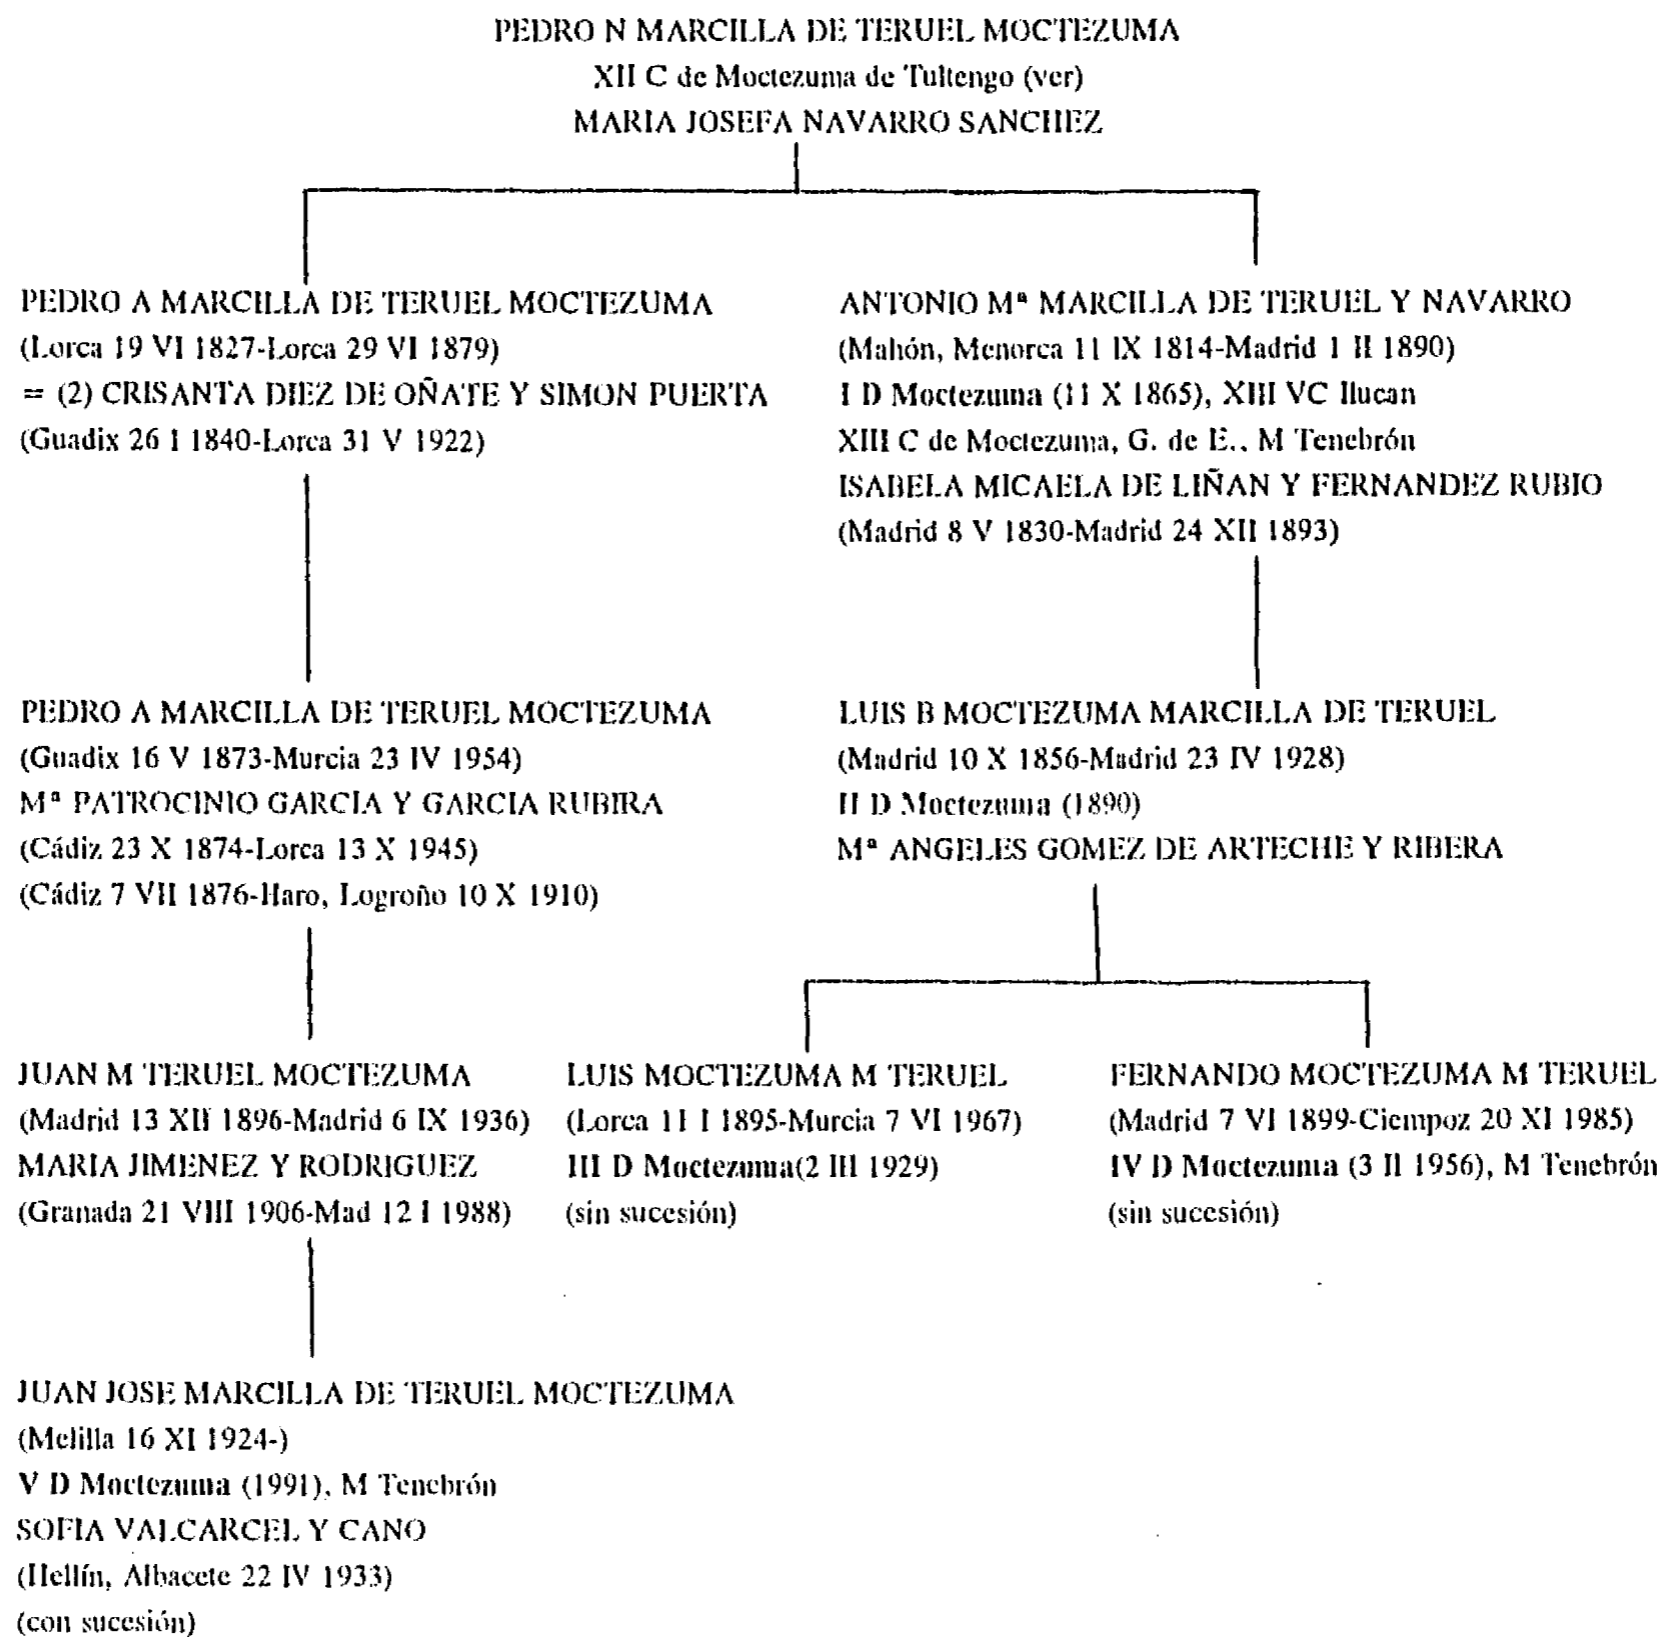 PEDRO N MARCILLA DE TERUEL MOCTEZUMA
XII C de Moctezuma de Tultengo (ver)
MARIA JOSEFA NAVARRO SANCHEZ
PEDRO A MARCILLA DE TERUEL MOCTEZUMA
(Lorca 19 VI 1827-Lorca 29 VI 1879)
= (2) CRISANTA DIEZ DE OÑATE Y SIMON PUERTA
(Guadix 26 I 1840-Lorca 31 V 1922)
ANTONIO Mª MARCILLA DE TERUEL Y NAVARRO
(Mahón, Menorca 11 IX 1814-Madrid 1 II 1890)
I D Moctezuma (11 X 1865), XIII VC Ilucan
XIII C de Moctezuma, G. de E., M Tenebrón
ISABELA MICAELA DE LIÑAN Y FERNANDEZ RUBIO
(Madrid 8 V 1830-Madrid 24 XII 1893)
PEDRO A MARCILLA DE TERUEL MOCTEZUMA
(Guadix 16 V 1873-Murcia 23 IV 1954)
Mª PATROCINIO GARCIA Y GARCIA RUBIRA
(Cádiz 23 X 1874-Lorca 13 X 1945)
(Cádiz 7 VII 1876-Haro, Logroño 10 X 1910)
LUIS B MOCTEZUMA MARCILLA DE TERUEL
(Madrid 10 X 1856-Madrid 23 IV 1928)
II D Moctezuma (1890)
Mª ANGELES GOMEZ DE ARTECHE Y RIBERA
JUAN M TERUEL MOCTEZUMA
(Madrid 13 XII 1896-Madrid 6 IX 1936)
MARIA JIMENEZ Y RODRIGUEZ
(Granada 21 VIII 1906-Mad 12 I 1988)
LUIS MOCTEZUMA M TERUEL
(Lorca 11 I 1895-Murcia 7 VI 1967)
III D Moctezuma(2 III 1929)
(sin sucesión)
FERNANDO MOCTEZUMA M TERUEL
(Madrid 7 VI 1899-Ciempoz 20 XI 1985)
IV D Moctezuma (3 II 1956), M Tenebrón
(sin sucesión)
JUAN JOSE MARCILLA DE TERUEL MOCTEZUMA
(Melilla 16 XI 1924-)
V D Moctezuma (1991), M Tenebrón
SOFIA VALCARCEL Y CANO
(Hellín, Albacete 22 IV 1933)
(con sucesión)